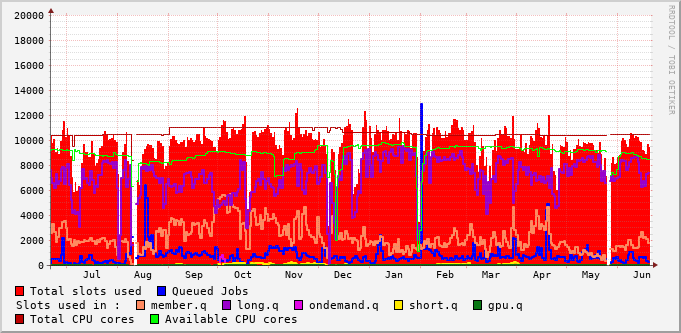 20000
18000
16000
14000
12000
10000
8000
6000
4000
2000
0
Jul Aug Sep Oct Nov Dec Jan Feb Mar Apr May Jun
RRDTOOL / TOBI OETIKER
Total slots used Queued Jobs
Slots used in : member.q long.q ondemand.q short.q gpu.q
Total CPU cores Available CPU cores